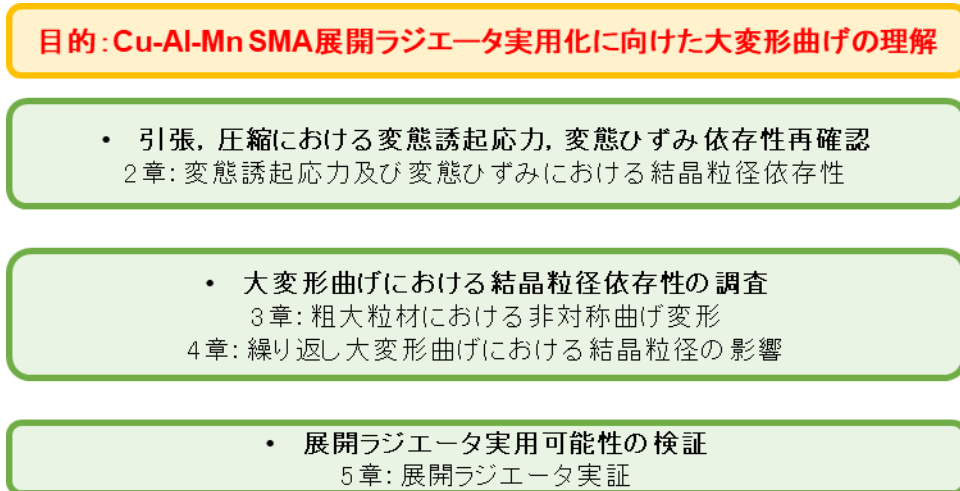 目的:Cu-Al-Mn SMA展開ラジエータ実用化に向けた大変形曲げの理解
• 引張, 圧縮における変態誘起応力, 変態ひずみ依存性再確認
2章: 変態誘起応力及び変態ひずみにおける結晶粒径依存性
• 大変形曲げにおける結晶粒径依存性の調査
3章: 粗大粒材における非対称曲げ変形
4章: 繰り返し大変形曲げにおける結晶粒径の影響
• 展開ラジエータ実用可能性の検証
5章: 展開ラジエータ実証